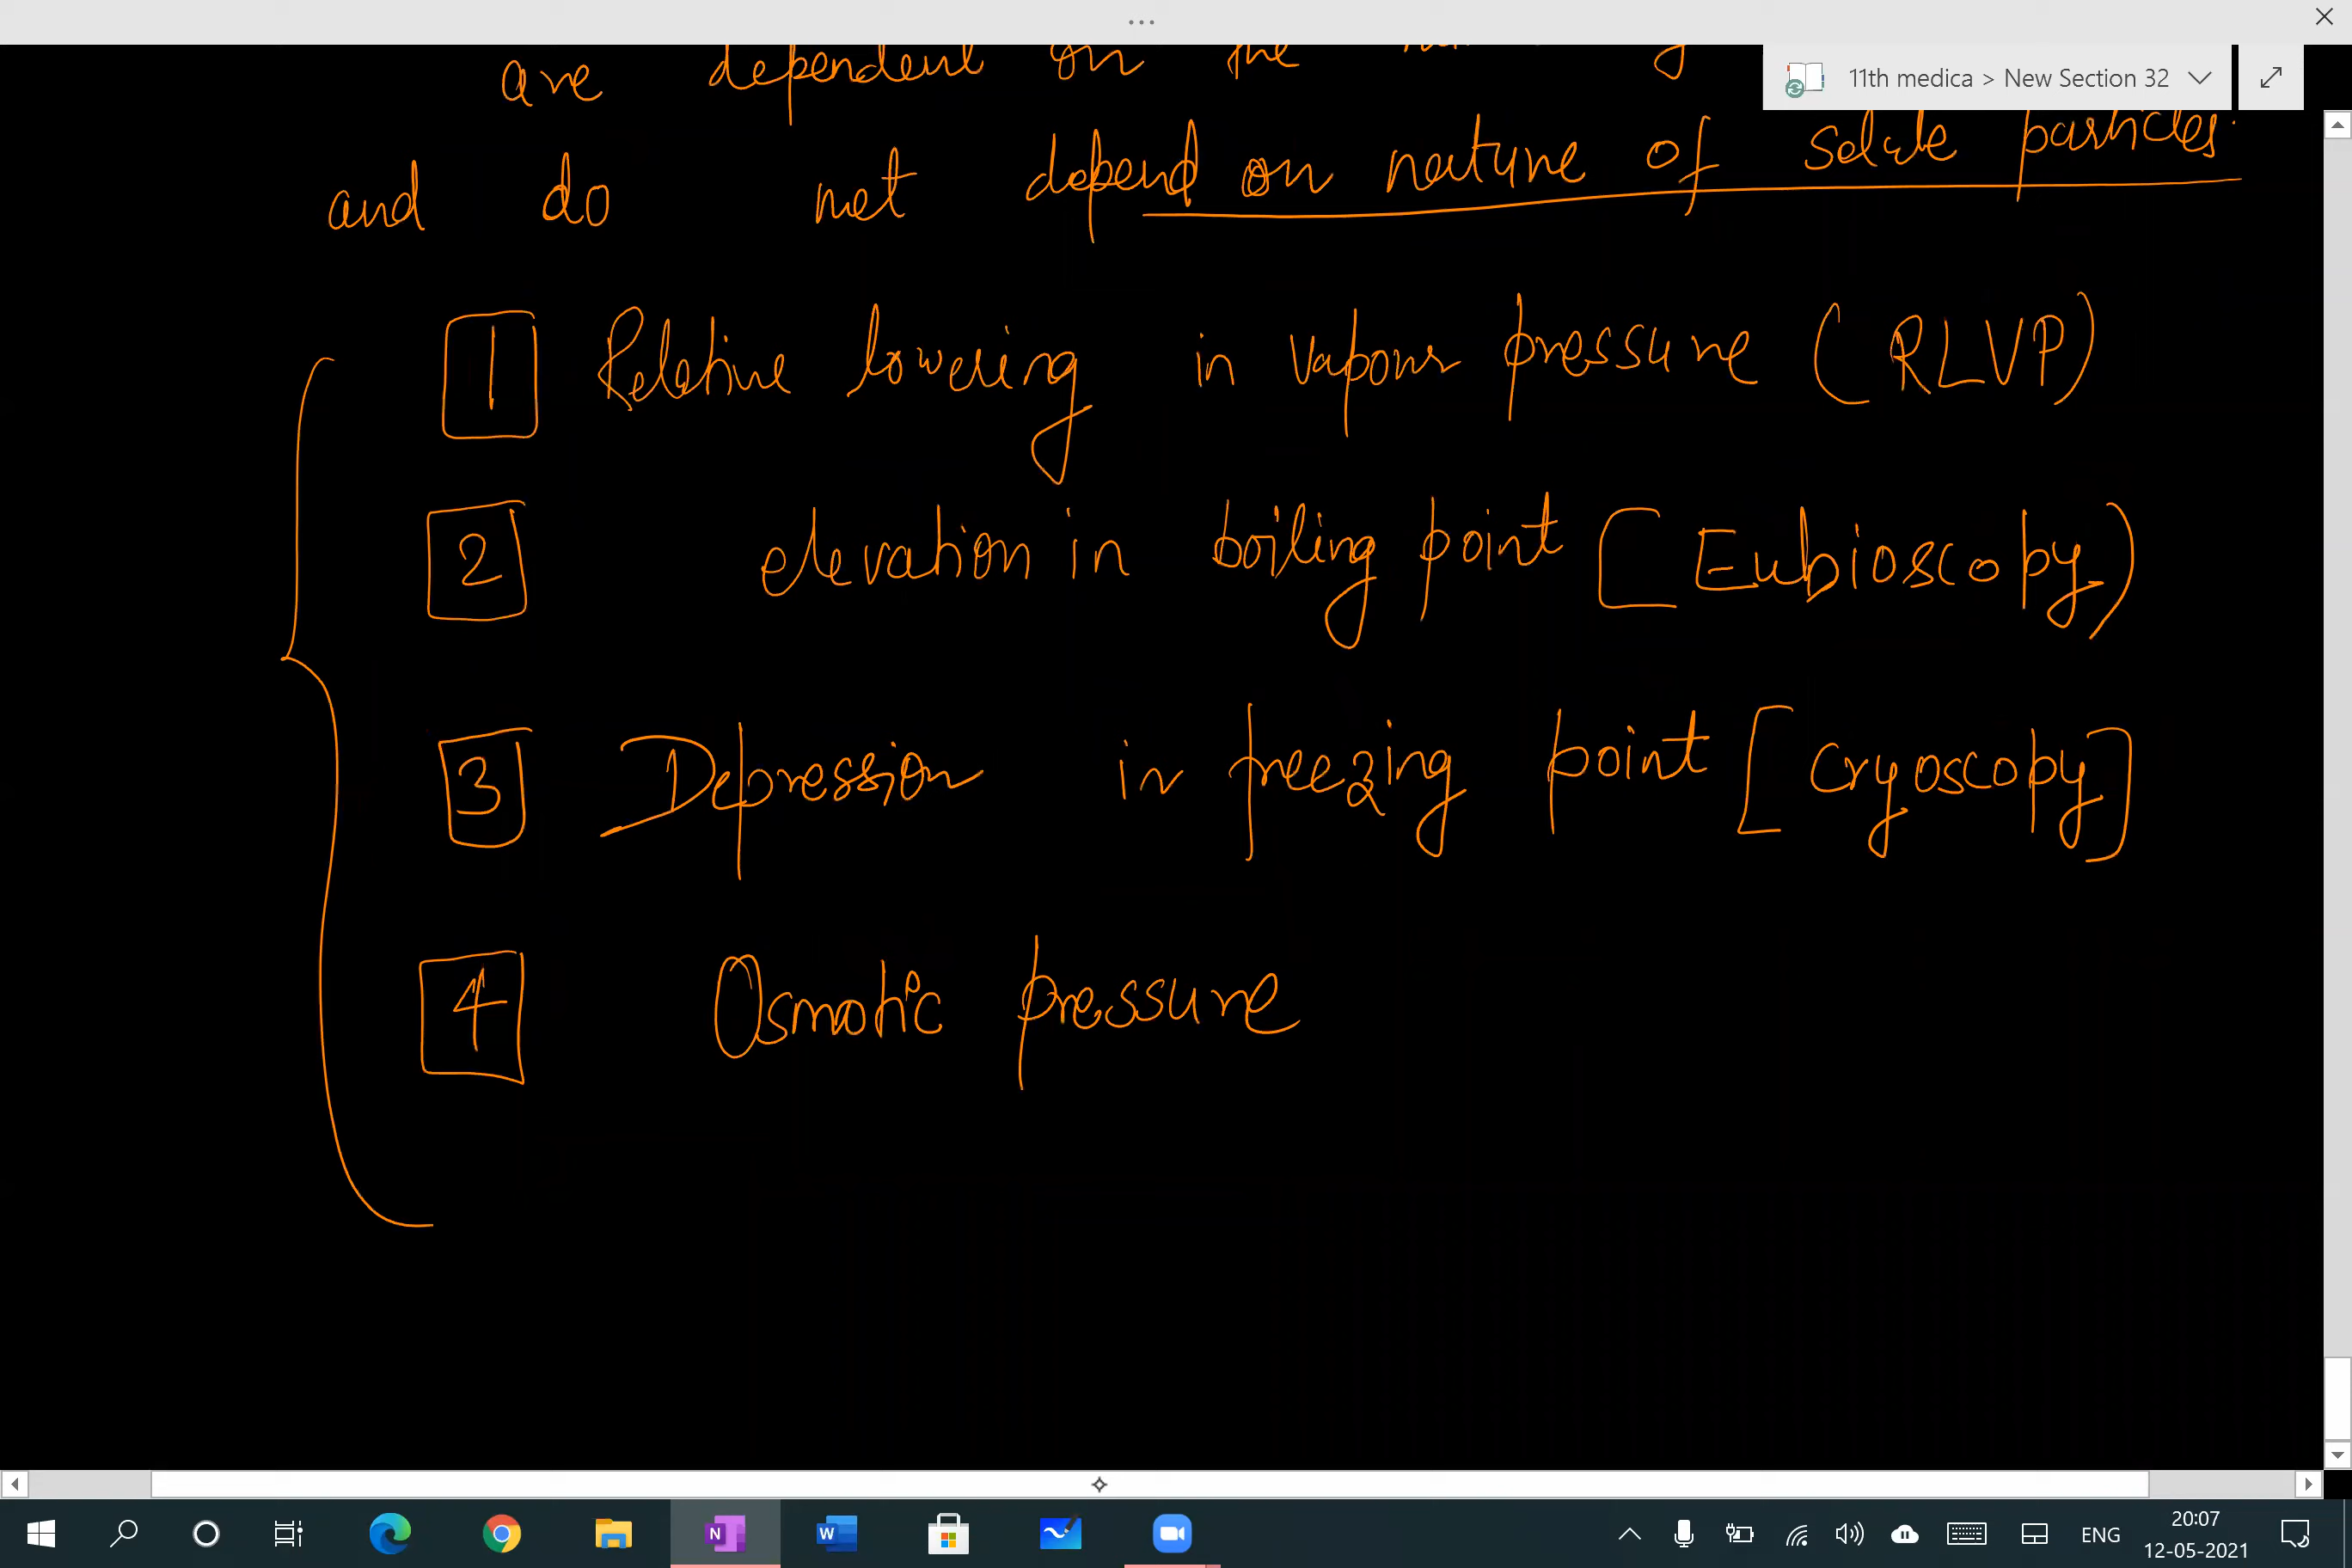 ...
are dependent on the
11th medica > New Section 32
and do not depend on nature of solute particles.
1 Relative lowering in Vapour pressure (RLVP)
2 elevation in boiling point [Eubioscopy)
3 Depression in freezing point [Cryoscopy]
4 Osmotic pressure
N
W
ENG
20:07
12-05-2021